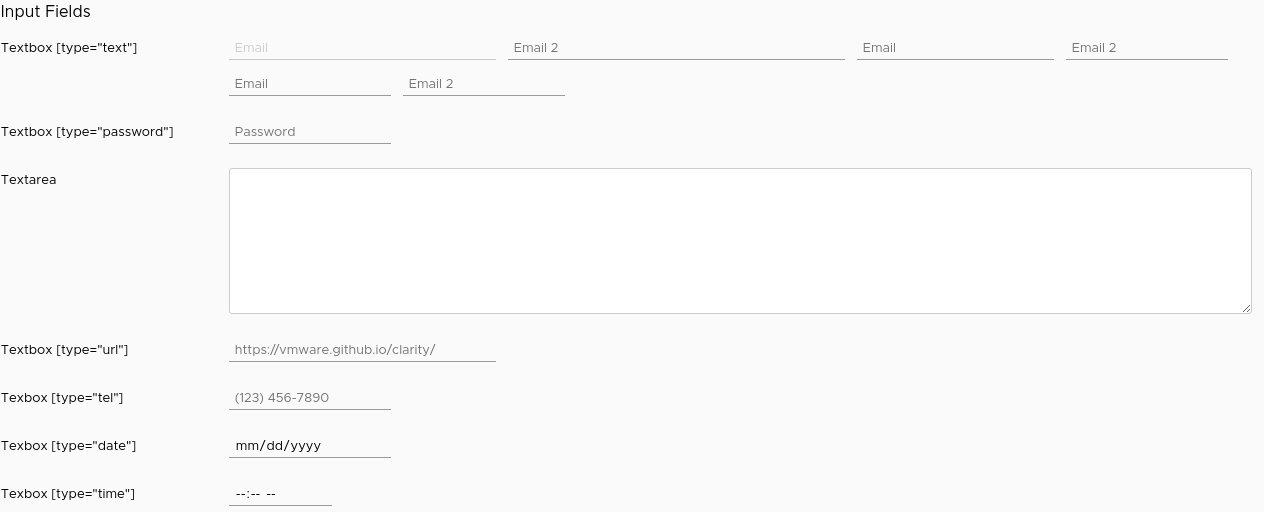 Input Fields
Textbox [type="text"] Email Email 2 Email Email 2
Email Email 2
Textbox [type="password"] Password
Textarea
Textbox [type="url"] https://vmware.github.io/clarity/
Texbox [type="tel"] (123) 456-7890
Texbox [type="date"] mm/dd/yyyy
Texbox [type="time"] --:-- --